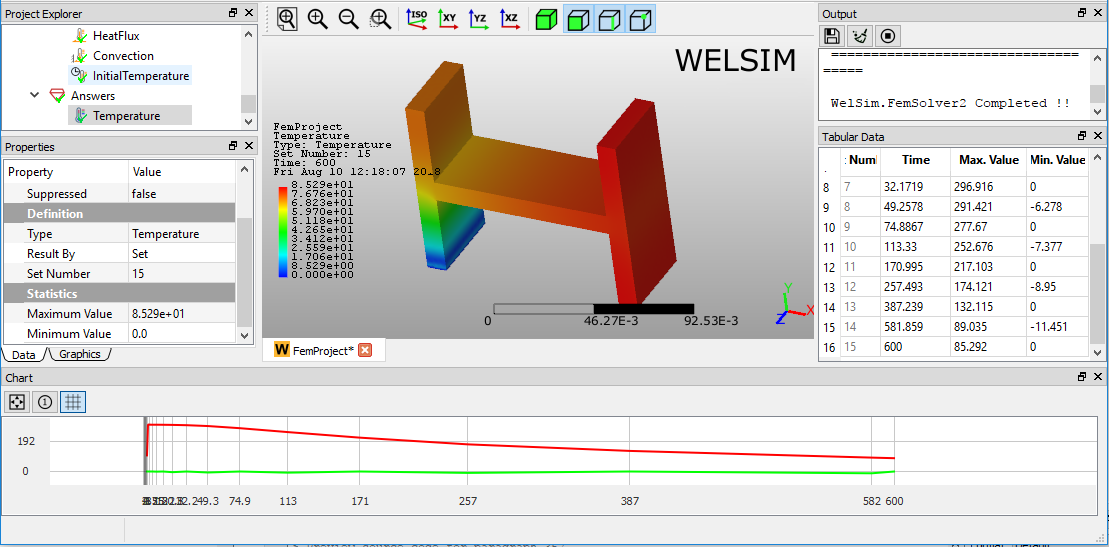 Project Explorer
HeatFlux
Convection
InitialTemperature
Answers
Temperature
Properties
Property Value
Suppressed false
Definition
Type Temperature
Result By Set
Set Number 15
Statistics
Maximum Value 8.529e+01
Minimum Value 0.0
Data Graphics
ISO XY YZ XZ
WELSIM
FemProject
Temperature
Type: Temperature
Set Number: 15
Time: 600
Fri Aug 10 12:18:07
8.529e+01
7.676e+01
6.823e+01
5.970e+01
5.118e+01
4.265e+01
3.412e+01
2.559e+01
1.706e+01
8.529e+00
0.000e+00
0 46.27E-3 92.53E-3
Y
X
Z
W FemProject*
Output
===============================
=====
WelSim.FemSolver2 Completed !!
Tabular Data
Time Max. Value Min. Value
8 7 32.1719 296.916 0
9 8 49.2578 291.421 -6.278
10 9 74.8867 277.67 0
11 10 113.33 252.676 -7.377
12 11 170.995 217.103 0
13 12 257.493 174.121 -8.95
14 13 387.239 132.115 0
15 14 581.859 89.035 -11.451
16 15 600 85.292 0
Chart
1
192
0
49.3 74.9 113 171 257 387 582 600